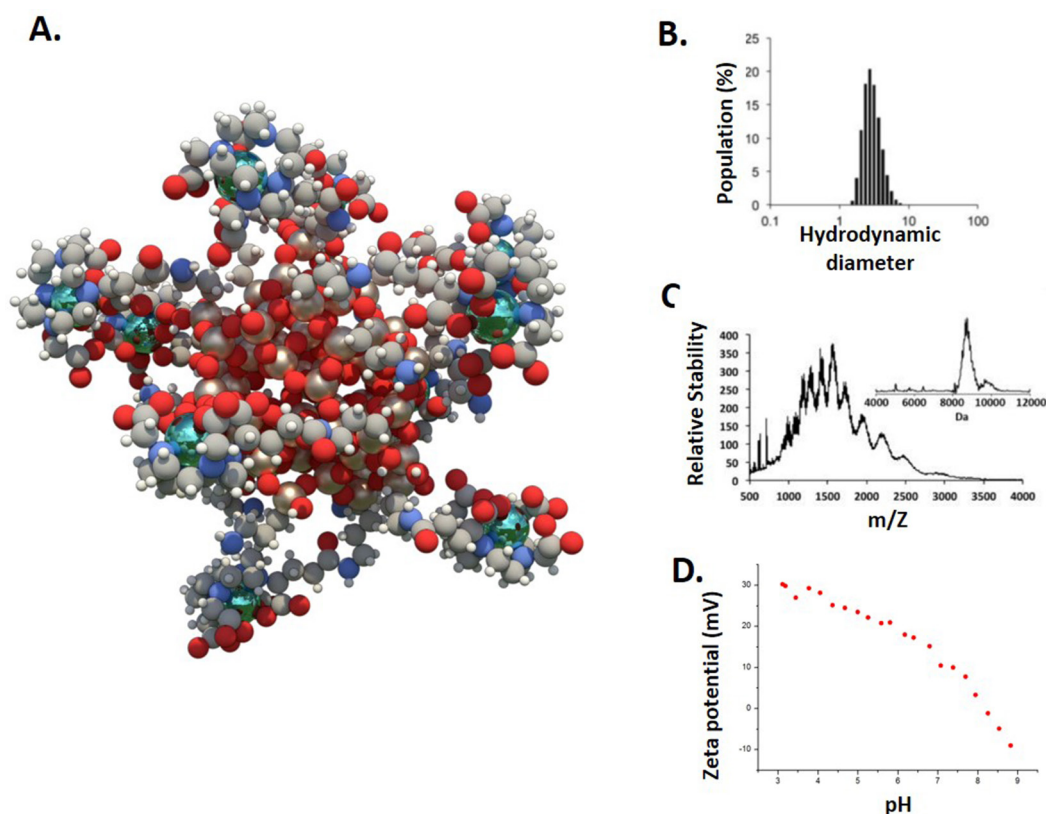 A.
B.
Population (%)
25
20
15
10
5
0
0.1 1 10 100
Hydrodynamic
diameter
C.
Relative Stability
400
350
300
250
200
150
100
50
0
4000 6000 8000 10000 12000
Da
500 1000 1500 2000 2500 3000 3500 4000
m/Z
D.
Zeta potential (mV)
30
20
10
0
-10
3 4 5 6 7 8 9
pH